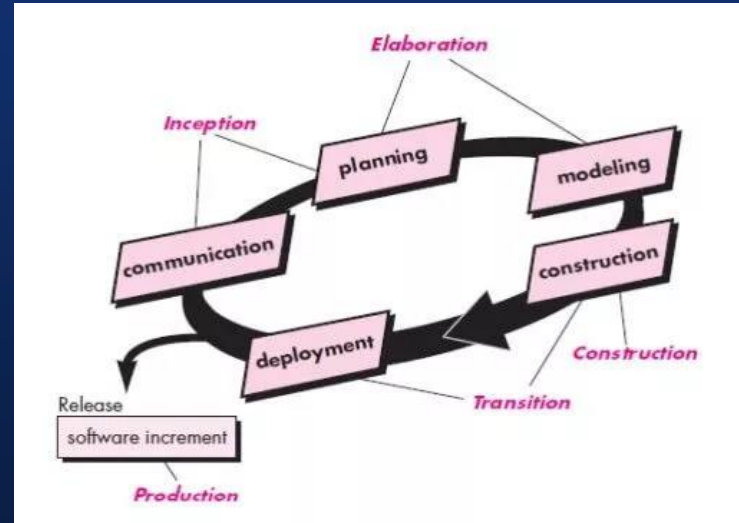 Elaboration
Inception
planning
modeling
communication
construction
deployment
Construction
Transition
Release
software increment
Production